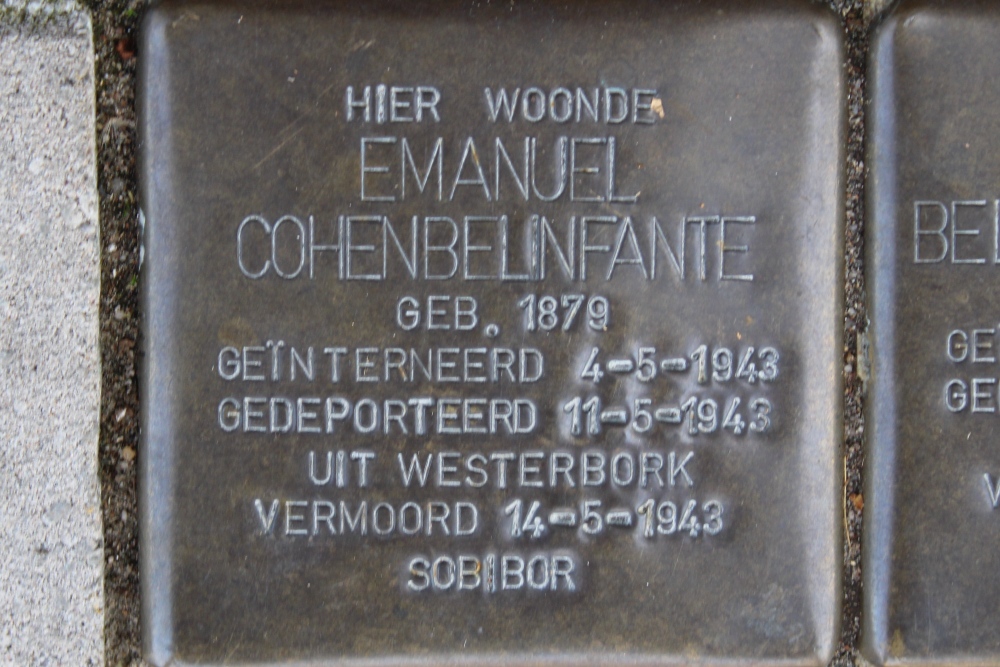 HIER WOONDE
EMANUEL
COHENBELINFANTE
GEB. 1879
GEÏNTERNEERD 4-5-1943
GEDEPORTEERD 11-5-1943
UIT WESTERBORK
VERMOORD 14-5-1943
SOBIBOR